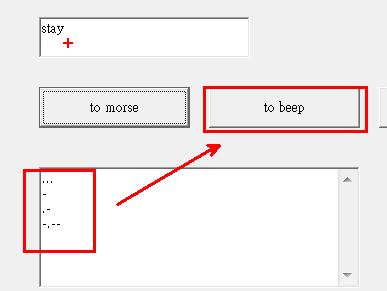 stay
to morse
to beep
...
-
.-
-.--